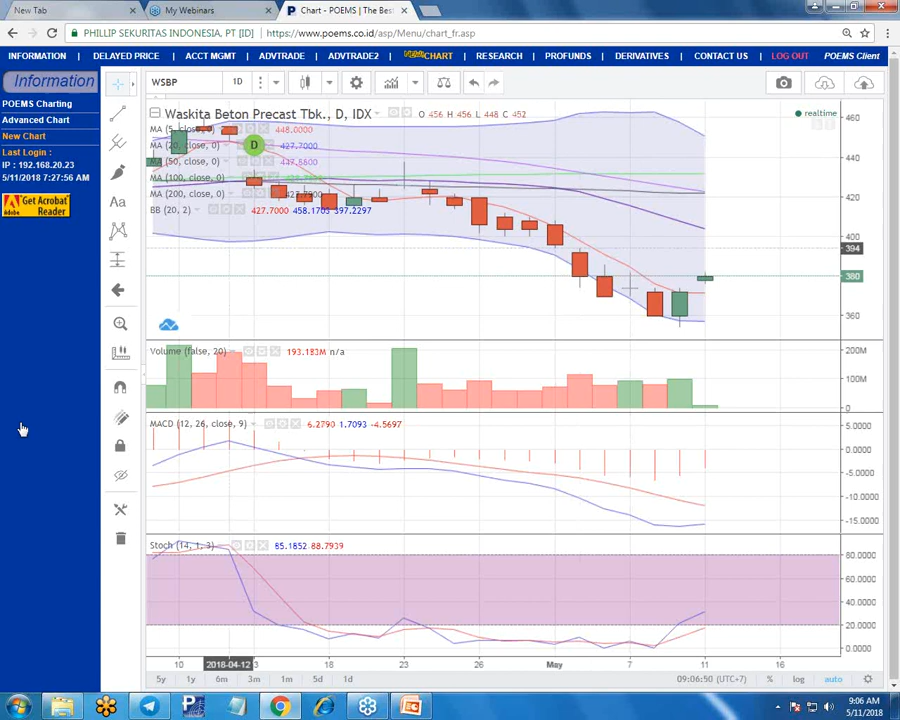 New Tab
My Webinars
Chart - POEMS | The Bes
PHILLIP SEKURITAS INDONESIA, PT [ID]
https://www.poems.co.id/asp/Menu/chart_fr.asp
INFORMATION DELAYED PRICE ACCT MGMT ADVTRADE ADVTRADE2 CHART RESEARCH PROFUNDS DERIVATIVES CONTACT US LOG OUT POEMS Client
Information
POEMS Charting
Advanced Chart
New Chart
Last Login :
IP : 192.168.20.23
5/11/2018 7:27:56 AM
Get Acrobat
Reader
Adobe
WSBP 1D
Waskita Beton Precast Tbk., D, IDX O 456 H 456 L 448 C 452
realtime
MA (5, close, 0) 448.0000
D
MA (20, close, 0) 427.7000
MA (50, close, 0)
MA (100, close, 0)
MA (200, close, 0)
BB (20, 2) 427.7000 458.1703 397.2297
460
440
420
400
394
380
360
Volume (false, 20) 193.183M n/a
200M
100M
0
MACD (12, 26, close, 9) 6.2790 1.7093 -4.5697
5.0000
0.0000
-5.0000
-10.0000
-15.0000
Stoch (14, 1, 3) 85.1852 88.7939
80.0000
60.0000
40.0000
20.0000
0.0000
10 2018-04-12 3 18 23 26 May 7 11 16
5y 1y 6m 3m 1m 5d 1d 09:06:50 (UTC+7) % log auto
9:06 AM
5/11/2018